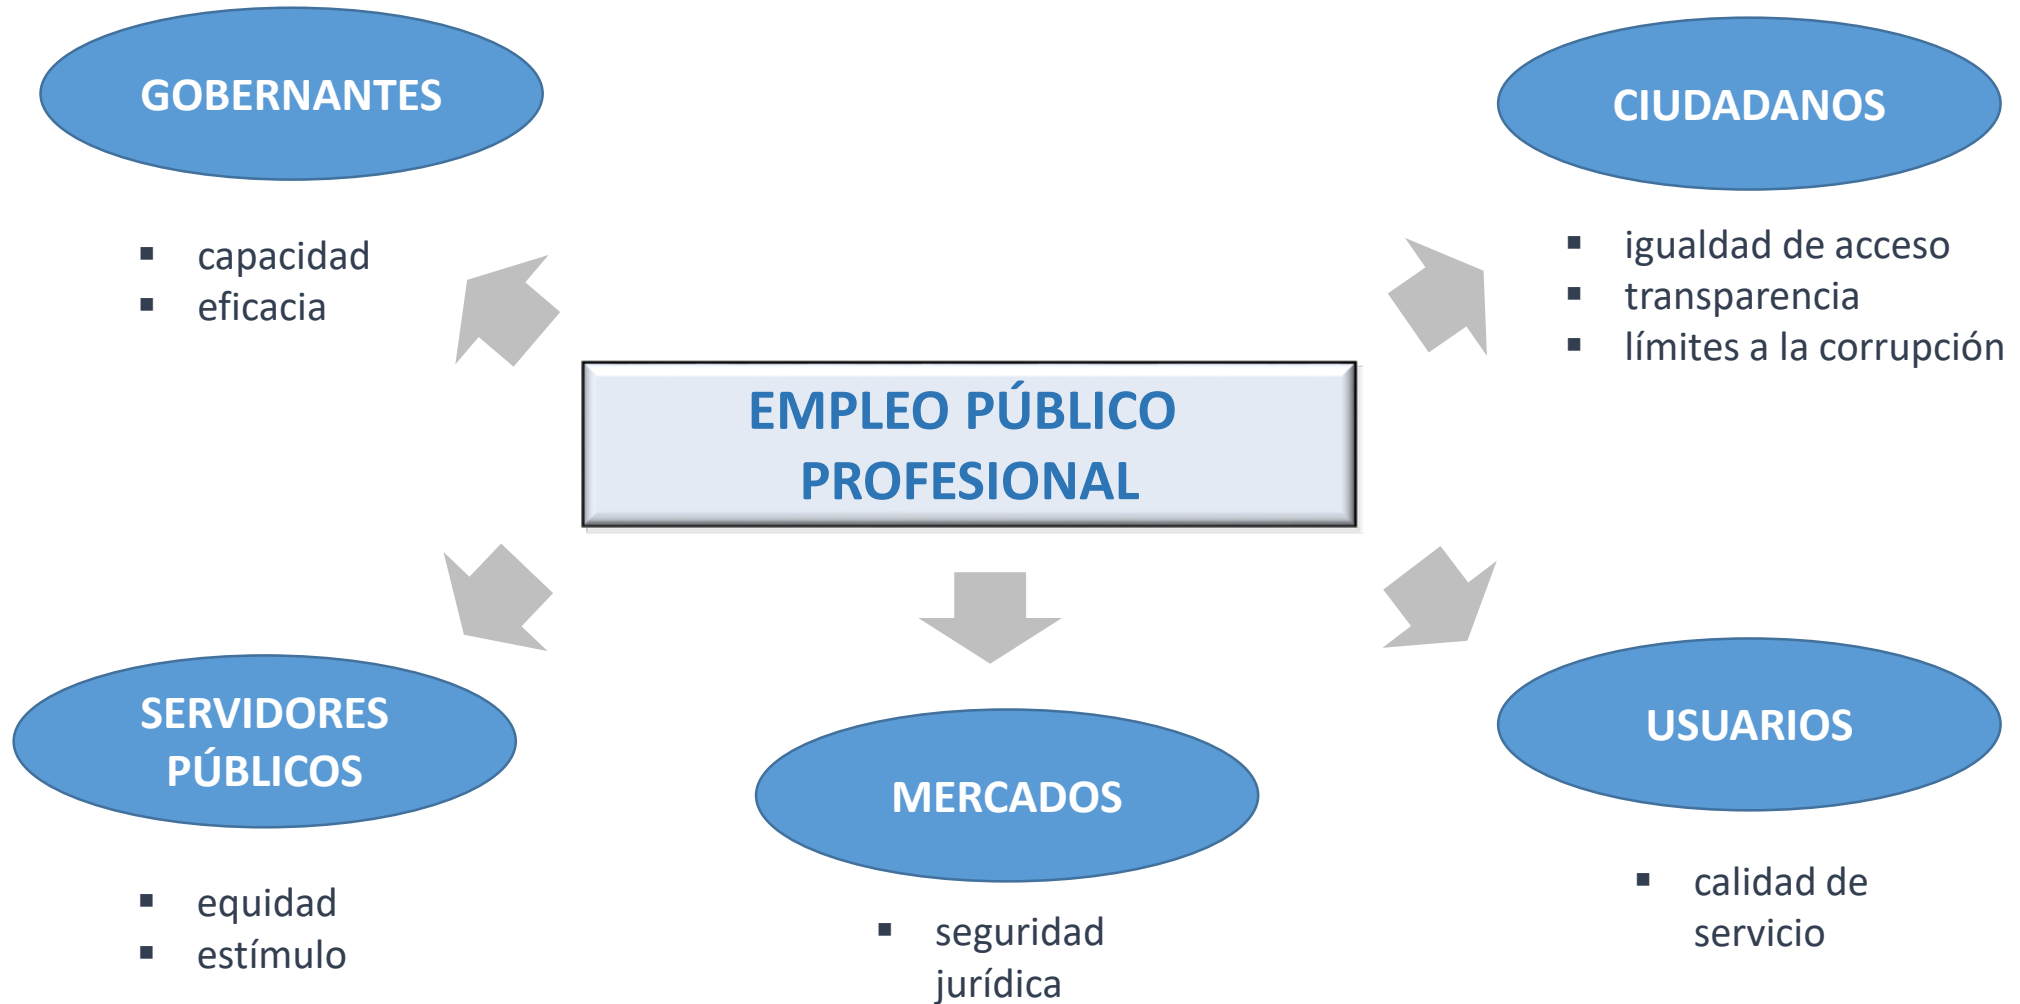 GOBERNANTES
▪ capacidad
▪ eficacia
CIUDADANOS
▪ igualdad de acceso
▪ transparencia
▪ límites a la corrupción
EMPLEO PÚBLICO
PROFESIONAL
SERVIDORES
PÚBLICOS
▪ equidad
▪ estímulo
MERCADOS
▪ seguridad
jurídica
USUARIOS
▪ calidad de
servicio